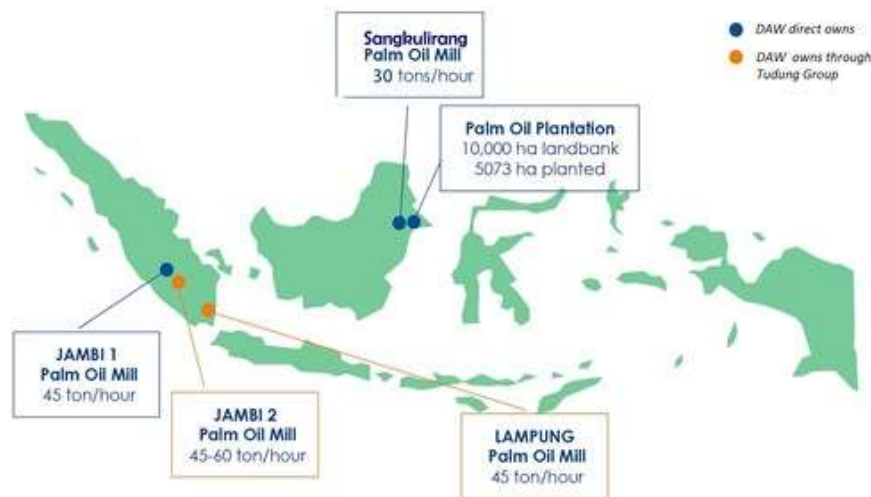 Sangkulirang
Palm Oil Mill
30 tons/hour
DAW direct owns
DAW owns through
Tudung Group
Palm Oil Plantation
10,000 ha landbank
5073 ha planted
JAMBI 1
Palm Oil Mill
45 ton/hour
JAMBI 2
Palm Oil Mill
45-60 ton/hour
LAMPUNG
Palm Oil Mill
45 ton/hour